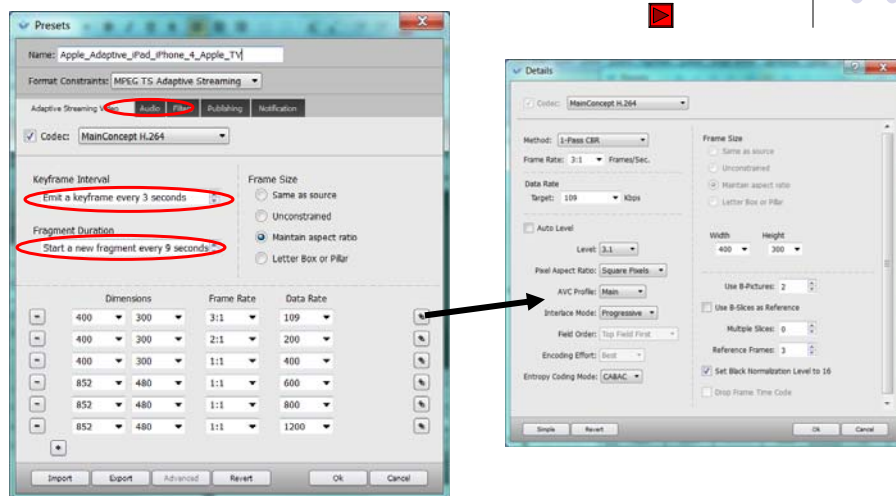 Presets
Name: Apple_Adaptive_iPad_iPhone_4_Apple_TV
Format Constraints: MPEG TS Adaptive Streaming
Adaptive Streaming Video Audio Filters Publishing Notification
Codec: MainConcept H.264
Keyframe Interval
Emit a keyframe every 3 seconds
Fragment Duration
Start a new fragment every 9 seconds
Frame Size
Same as source
Unconstrained
Maintain aspect ratio
Letter Box or Pillar
Dimensions Frame Rate Data Rate
400 300 3:1 109
400 300 2:1 200
400 300 1:1 400
852 480 1:1 600
852 480 1:1 800
852 480 1:1 1200
Import Export Advanced Revert Ok Cancel
Details
Codec: MainConcept H.264
Method: 1-Pass CBR
Frame Rate: 3:1 Frames/Sec.
Data Rate
Target: 109 Kbps
Auto Level
Level: 3.1
Pixel Aspect Ratio: Square Pixels
AVC Profile: Main
Interlace Mode: Progressive
Field Order: Top Field First
Encoding Effort: Best
Entropy Coding Mode: CABAC
Frame Size
Same as source
Unconstrained
Maintain aspect ratio
Letter Box or Pillar
Width Height
400 300
Use B-Pictures: 2
Use B-Slices as Reference
Multiple Slices: 0
Reference Frames: 3
Set Black Normalization Level to 16
Drop Frame Time Code
Simple Revert Ok Cancel